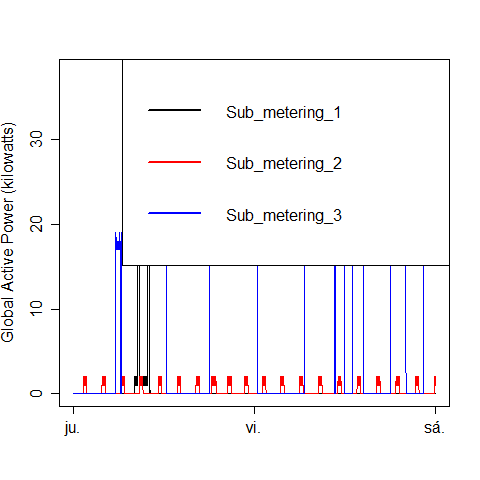 Global Active Power (kilowatts)
30
20
10
0
Sub_metering_1
Sub_metering_2
Sub_metering_3
ju.
vi.
sá.